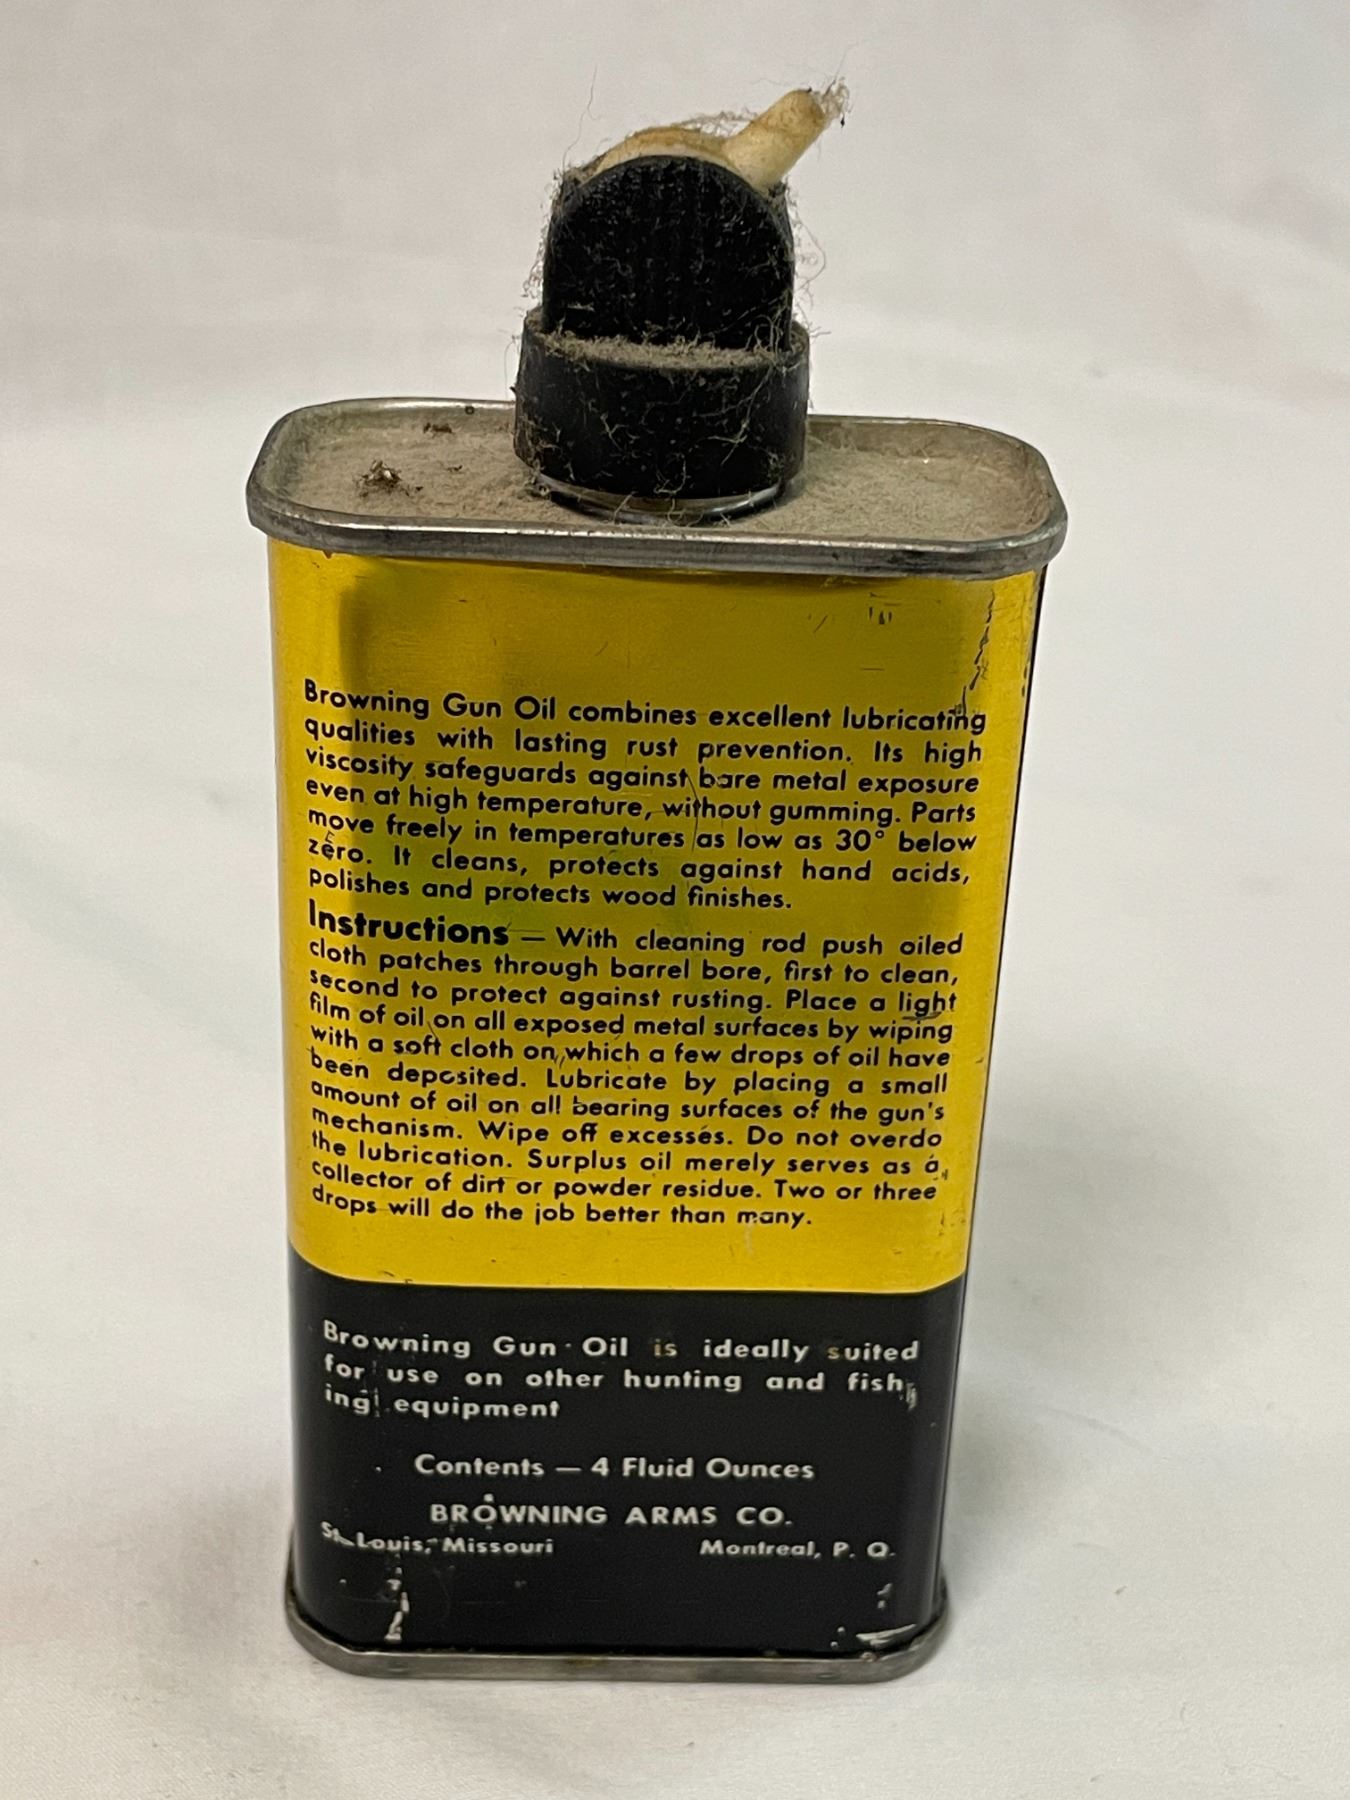 Browning Gun Oil combines excellent lubricating
qualities with lasting rust prevention. Its high
viscosity safeguards against bare metal exposure
even at high temperature, without gumming. Parts
move freely in temperatures as low as 30° below
zero. It cleans, protects against hand acids,
polishes and protects wood finishes.
Instructions — With cleaning rod push oiled
cloth patches through barrel bore, first to clean,
second to protect against rusting. Place a light
film of oil on all exposed metal surfaces by wiping
with a soft cloth on which a few drops of oil have
been deposited. Lubricate by placing a small
amount of oil on all bearing surfaces of the gun's
mechanism. Wipe off excesses. Do not overdo
the lubrication. Surplus oil merely serves as a
collector of dirt or powder residue. Two or three
drops will do the job better than many.
Browning Gun Oil is ideally suited
for use on other hunting and fish-
ing equipment
Contents — 4 Fluid Ounces
BROWNING ARMS CO.
St. Louis, Missouri Montreal, P. Q.